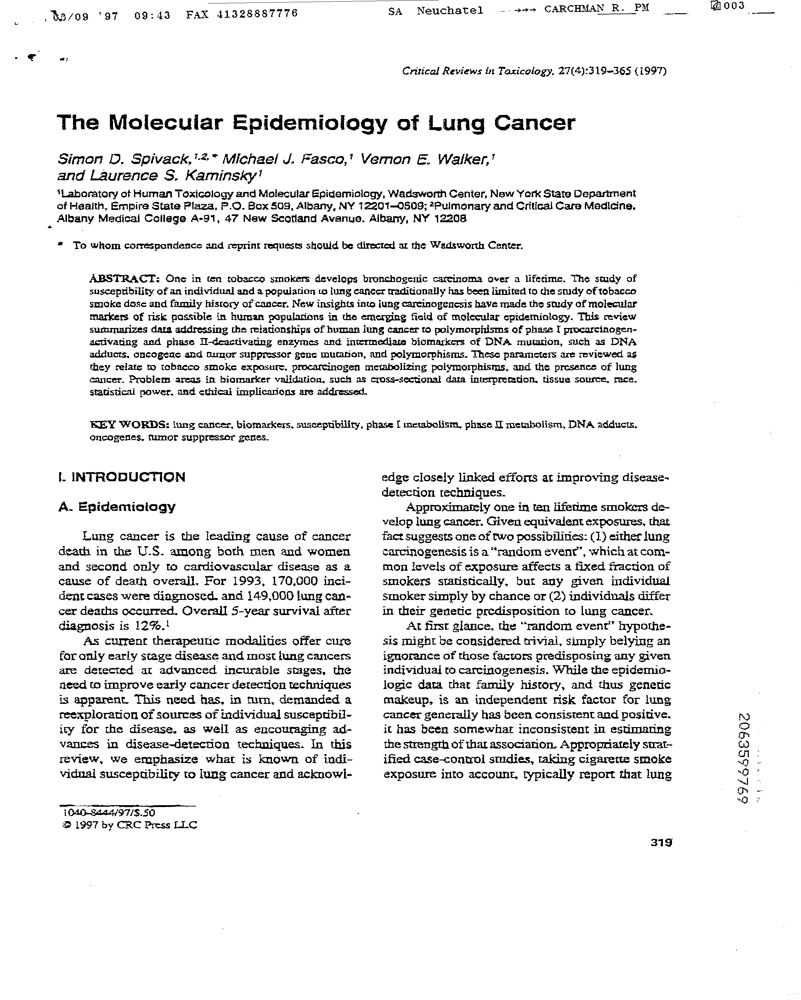 03/09 '97 09:43 FAX 41328887776 SA Neuchatel →→→ CARCHMAN R. PM 003
Critical Reviews in Toxicology, 27(4):319–365 (1997)
The Molecular Epidemiology of Lung Cancer
Simon D. Spivack,1,2,* Michael J. Fasco,1 Vernon E. Walker,1
and Laurence S. Kaminsky1
1Laboratory of Human Toxicology and Molecular Epidemiology, Wadsworth Center, New York State Department
of Health, Empire State Plaza, P.O. Box 509, Albany, NY 12201–0509; 2Pulmonary and Critical Care Medicine,
Albany Medical College A-91, 47 New Scotland Avenue, Albany, NY 12208
* To whom correspondence and reprint requests should be directed at the Wadsworth Center.
ABSTRACT: One in ten tobacco smokers develops bronchogenic carcinoma over a lifetime. The study of
susceptibility of an individual and a population to lung cancer traditionally has been limited to the study of tobacco
smoke dose and family history of cancer. New insights into lung carcinogenesis have made the study of molecular
markers of risk possible in human populations in the emerging field of molecular epidemiology. This review
summarizes data addressing the relationships of human lung cancer to polymorphisms of phase I procarcinogen-
activating and phase II-deactivating enzymes and intermediate biomarkers of DNA mutation, such as DNA
adducts, oncogene and tumor suppressor gene mutation, and polymorphisms. These parameters are reviewed as
they relate to tobacco smoke exposure, procarcinogen metabolizing polymorphisms, and the presence of lung
cancer. Problem areas in biomarker validation, such as cross-sectional data interpretation, tissue source, race,
statistical power, and ethical implications are addressed.
KEY WORDS: lung cancer, biomarkers, susceptibility, phase I metabolism, phase II metabolism, DNA adducts,
oncogenes, tumor suppressor genes.
I. INTRODUCTION
A. Epidemiology
Lung cancer is the leading cause of cancer
death in the U.S. among both men and women
and second only to cardiovascular disease as a
cause of death overall. For 1993, 170,000 inci-
dent cases were diagnosed and 149,000 lung can-
cer deaths occurred. Overall 5-year survival after
diagnosis is 12%.1
As current therapeutic modalities offer cure
for only early stage disease and most lung cancers
are detected at advanced incurable stages, the
need to improve early cancer detection techniques
is apparent. This need has, in turn, demanded a
reexploration of sources of individual susceptibil-
ity for the disease, as well as encouraging ad-
vances in disease-detection techniques. In this
review, we emphasize what is known of indi-
vidual susceptibility to lung cancer and acknowl-
edge closely linked efforts at improving disease-
detection techniques.
Approximately one in ten lifetime smokers de-
velop lung cancer. Given equivalent exposures, that
fact suggests one of two possibilities: (1) either lung
carcinogenesis is a "random event", which at com-
mon levels of exposure affects a fixed fraction of
smokers statistically, but any given individual
smoker simply by chance or (2) individuals differ
in their genetic predisposition to lung cancer.
At first glance, the "random event" hypothe-
sis might be considered trivial, simply belying an
ignorance of those factors predisposing any given
individual to carcinogenesis. While the epidemio-
logic data that family history, and thus genetic
makeup, is an independent risk factor for lung
cancer generally has been consistent and positive,
it has been somewhat inconsistent in estimating
the strength of that association. Appropriately strat-
ified case-control studies, taking cigarette smoke
exposure into account, typically report that lung
1040-8444/97/$.50
© 1997 by CRC Press LLC
319
2063599769